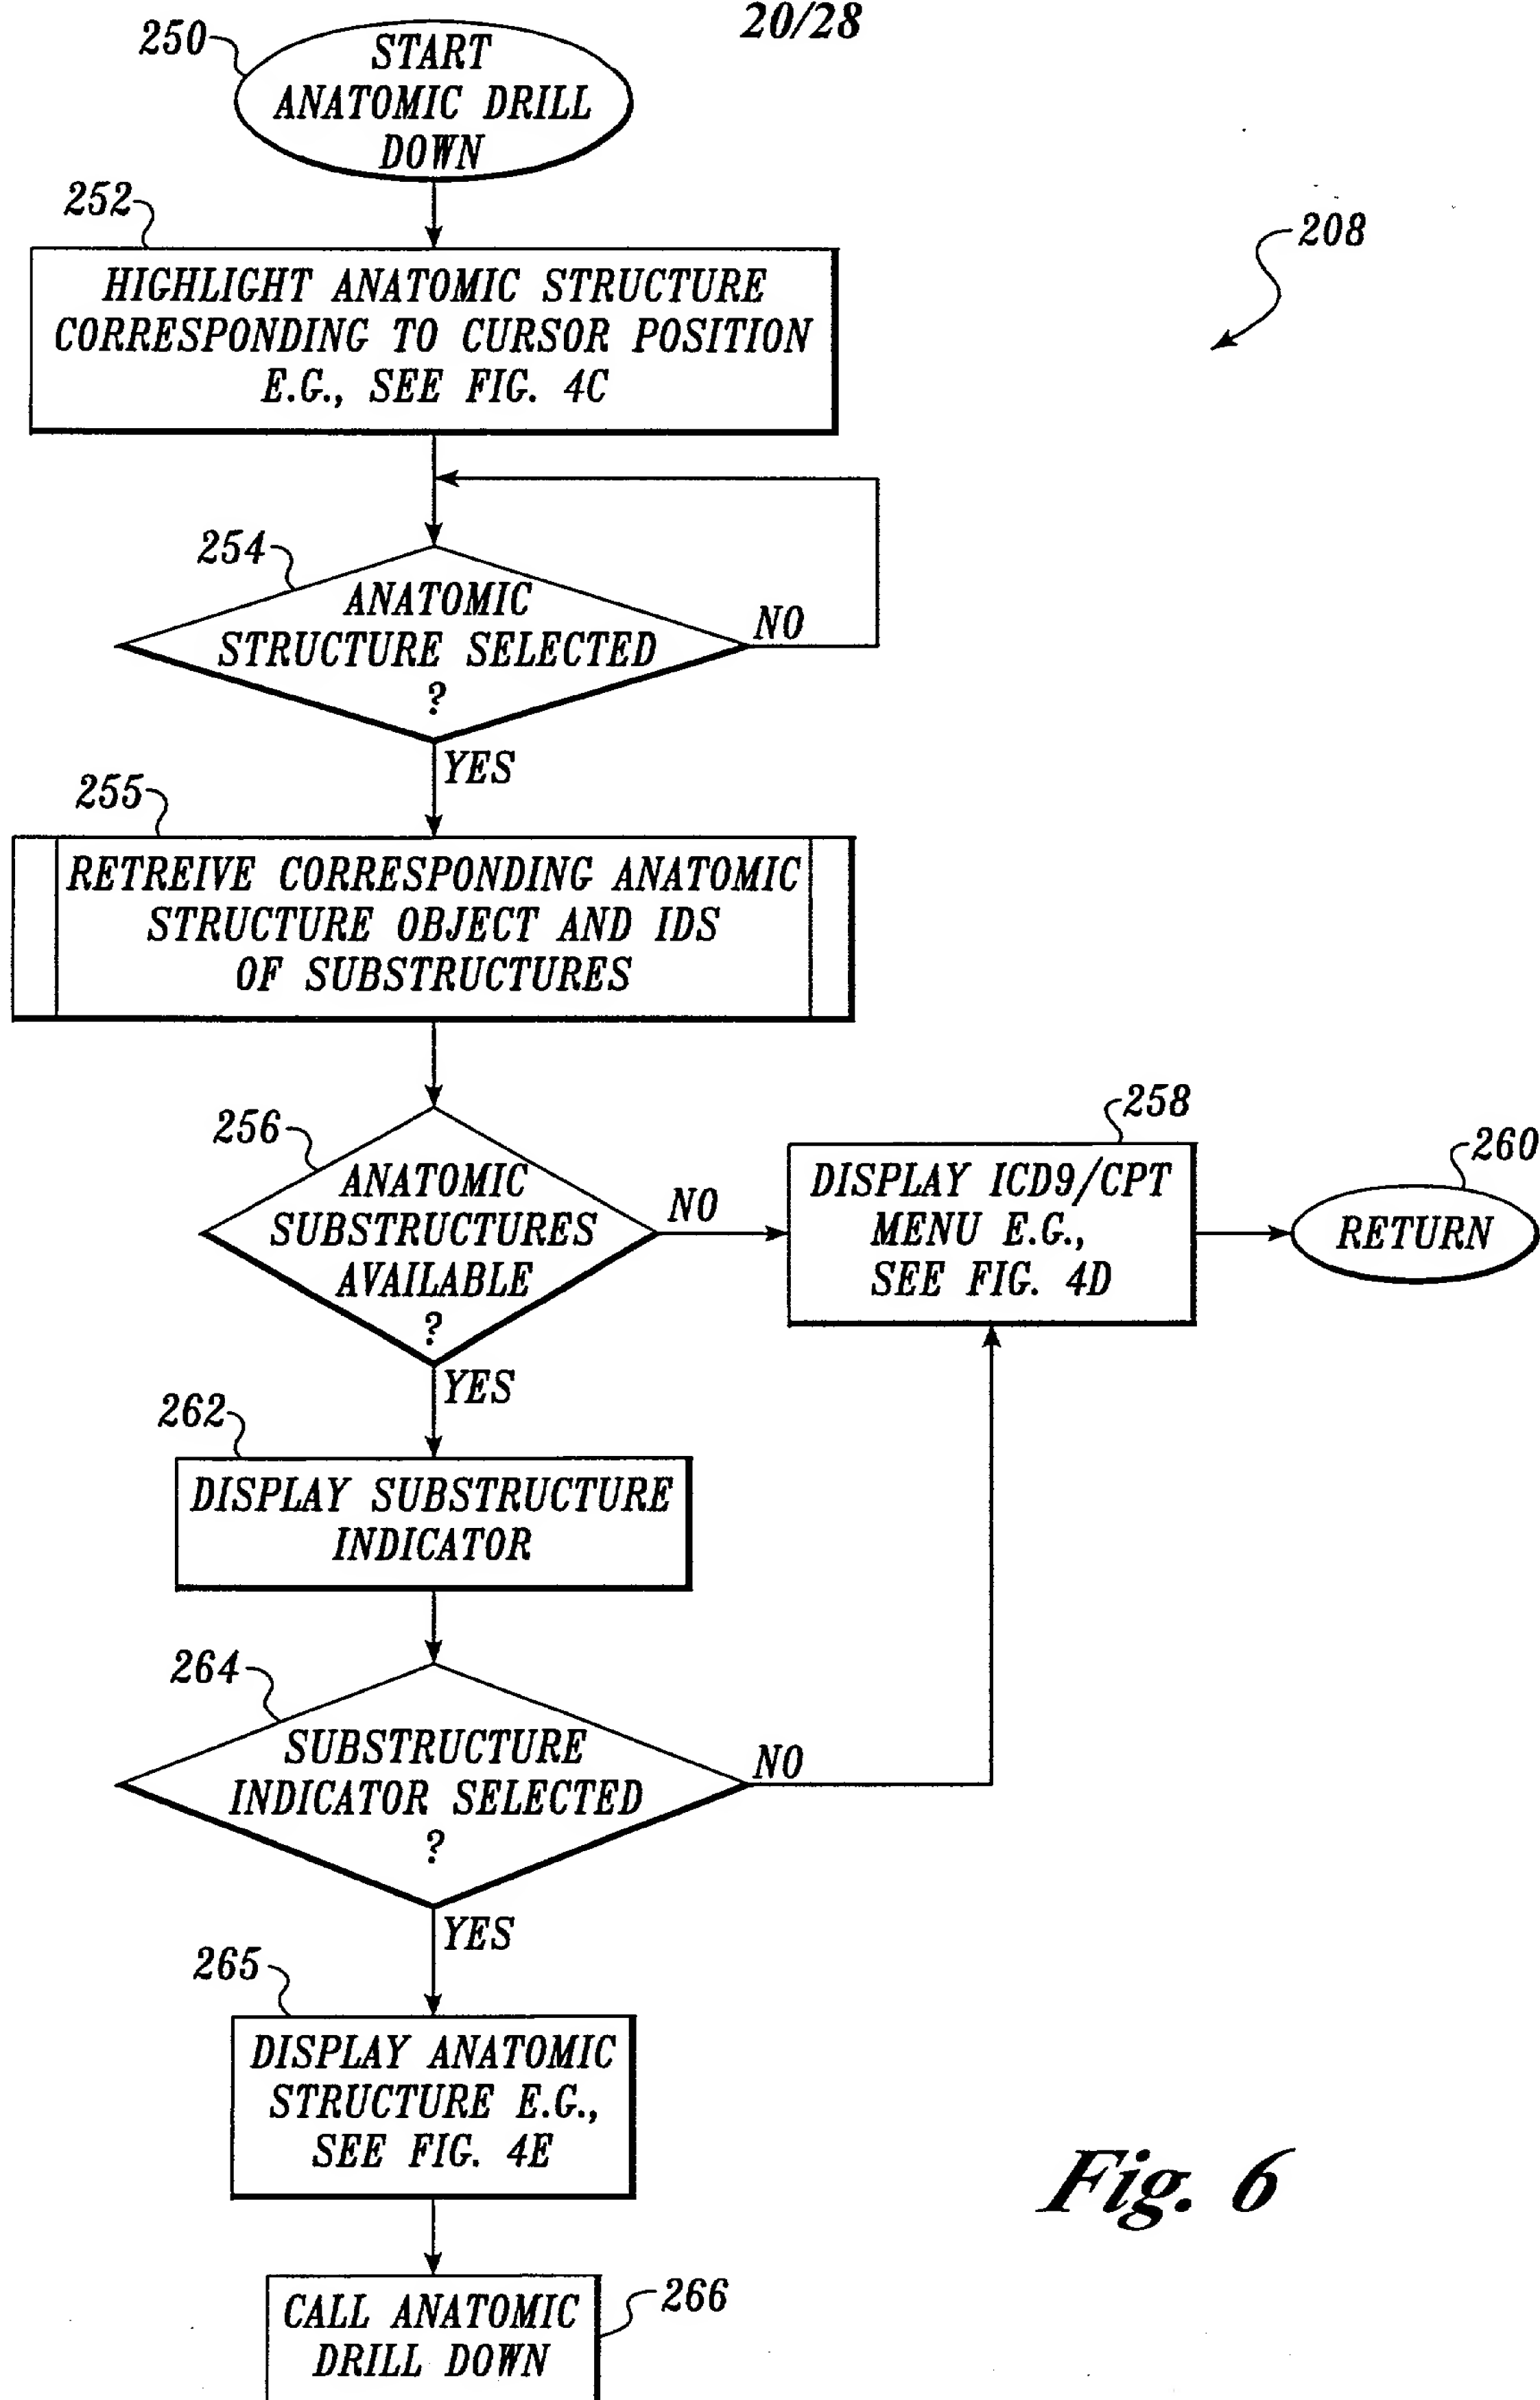 20/28
250
START
ANATOMIC DRILL
DOWN
252
208
HIGHLIGHT ANATOMIC STRUCTURE
CORRESPONDING TO CURSOR POSITION
E.G., SEE FIG. 4C
254
ANATOMIC
STRUCTURE SELECTED
?
NO
YES
255
RETREIVE CORRESPONDING ANATOMIC
STRUCTURE OBJECT AND IDS
OF SUBSTRUCTURES
256
ANATOMIC
SUBSTRUCTURES
AVAILABLE
?
NO
258
DISPLAY ICD9/CPT
MENU E.G.,
SEE FIG. 4D
260
RETURN
YES
262
DISPLAY SUBSTRUCTURE
INDICATOR
264
SUBSTRUCTURE
INDICATOR SELECTED
?
NO
YES
265
DISPLAY ANATOMIC
STRUCTURE E.G.,
SEE FIG. 4E
266
CALL ANATOMIC
DRILL DOWN
Fig. 6